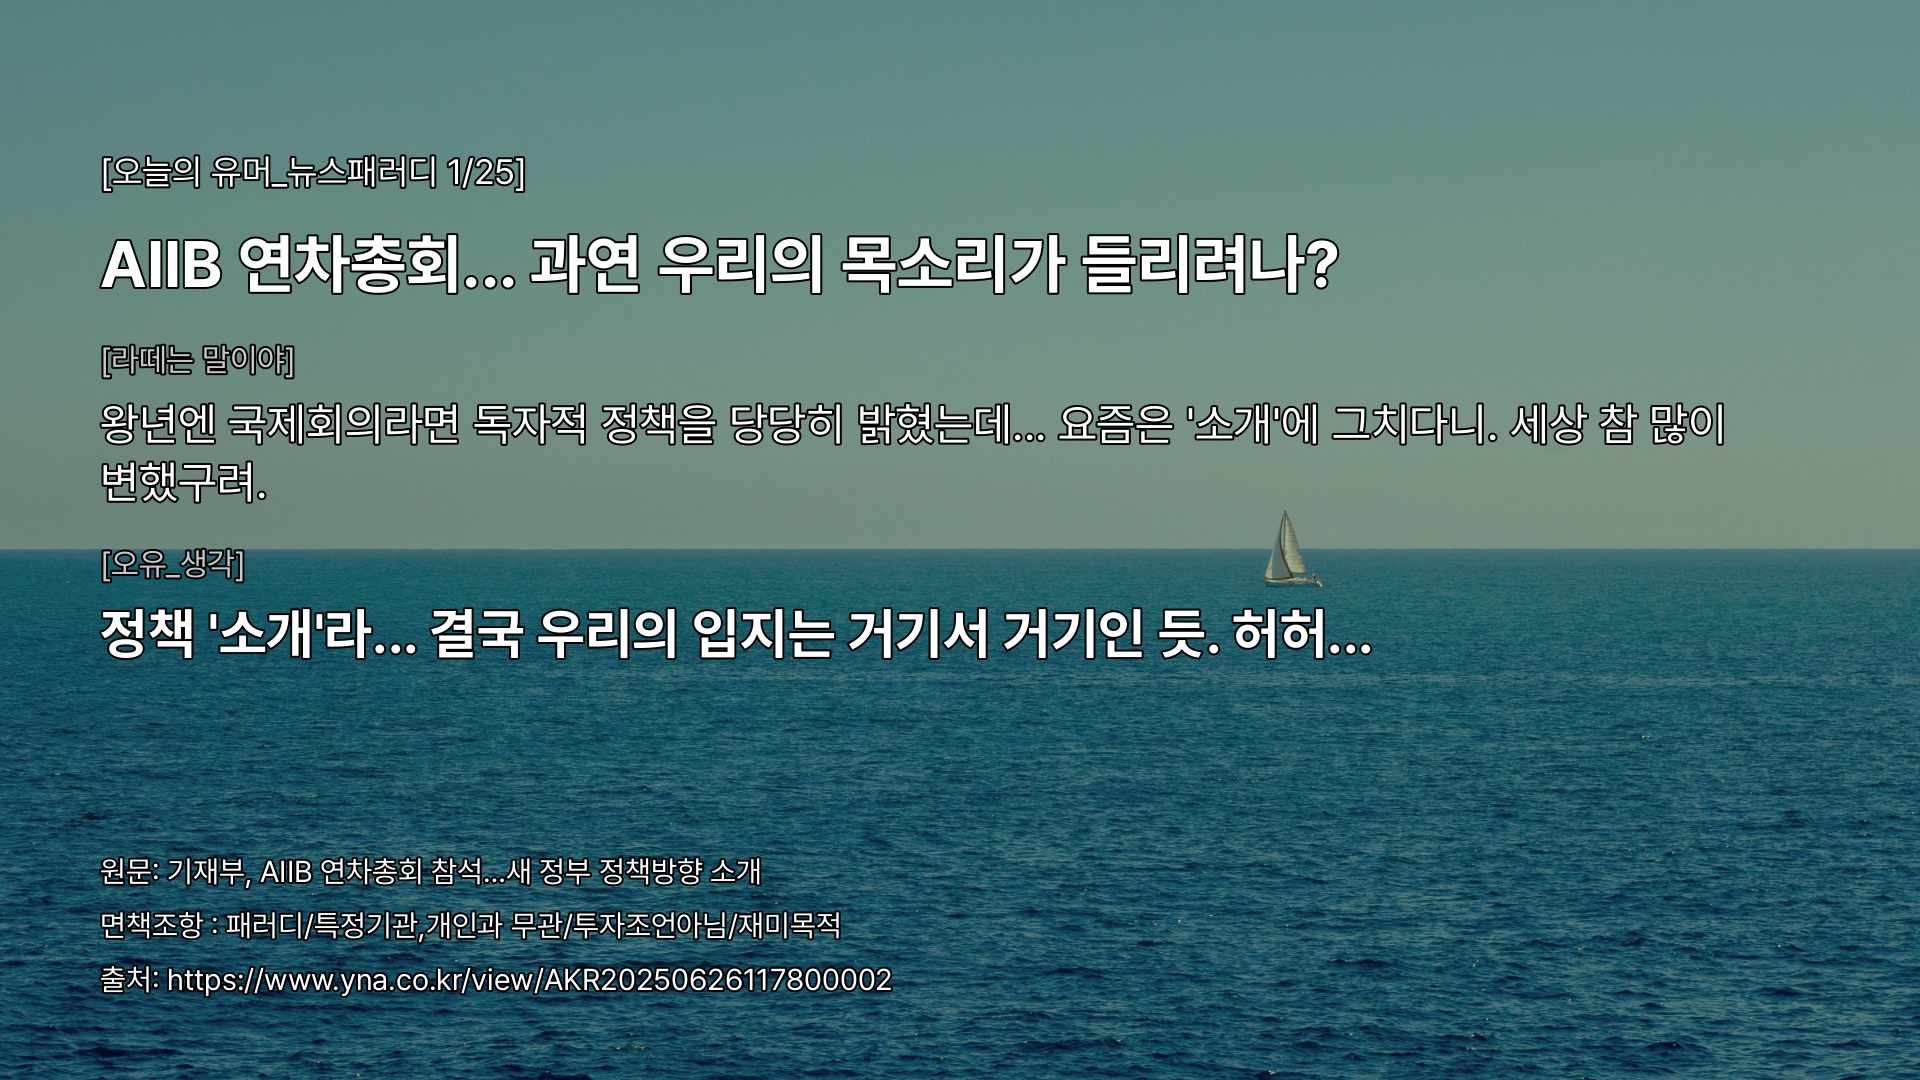 [오늘의 유머_뉴스패러디 1/25]
AIIB 연차총회... 과연 우리의 목소리가 들리려나?
[라떼는 말이야]
왕년엔 국제회의라면 독자적 정책을 당당히 밝혔는데... 요즘은 '소개'에 그치다니. 세상 참 많이
변했구려.
[오유_생각]
정책 '소개'라... 결국 우리의 입지는 거기서 거기인 듯. 허허...
원문: 기재부, AIIB 연차총회 참석...새 정부 정책방향 소개
면책조항 : 패러디/특정기관,개인과 무관/투자조언아님/재미목적
출처: https://www.yna.co.kr/view/AKR20250626117800002